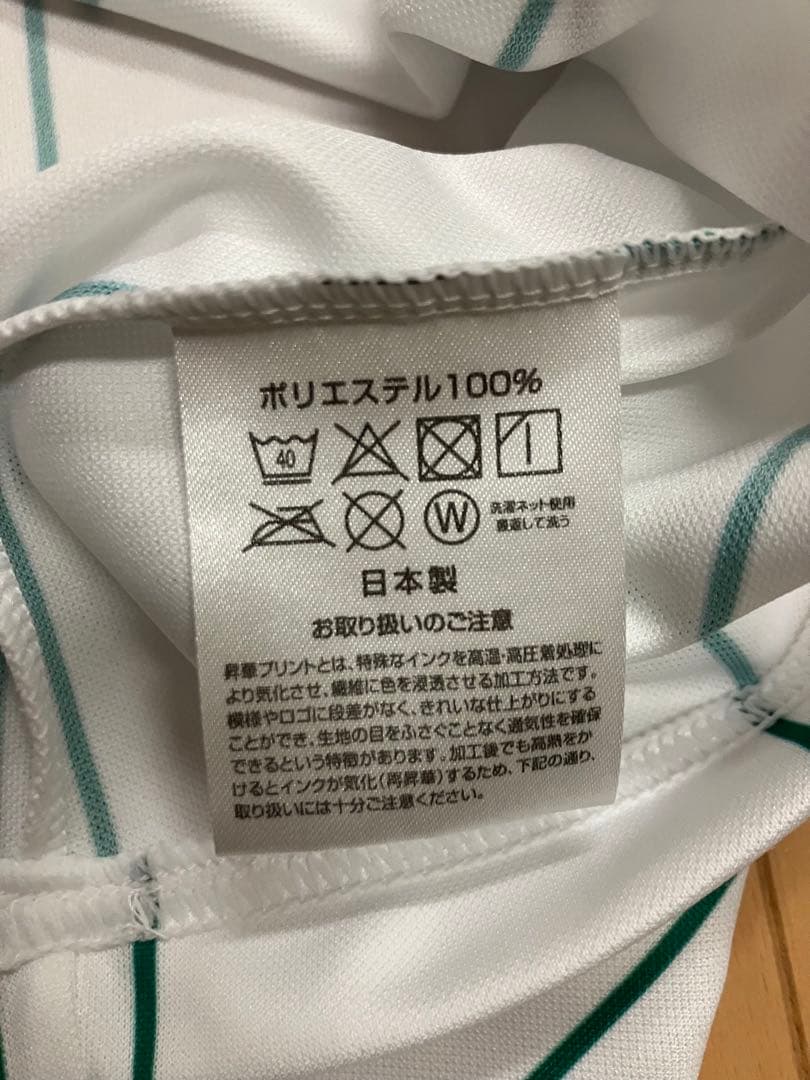 ポリエステル100%
40
W
洗濯ネット使用
裏返して洗う
日本製
お取り扱いのご注意
昇華プリントとは、特殊なインクを高温・高圧着処理に
より気化させ、繊維に色を浸透させる加工方法です。
模様やロゴに段差がなく、きれいな仕上がりにする
ことができ、生地の目をふさぐことなく通気性を確保
できるという特徴があります。加工後でも高熱をか
けるとインクが気化(再昇華)するため、下記の通り、
取り扱いには十分ご注意ください。